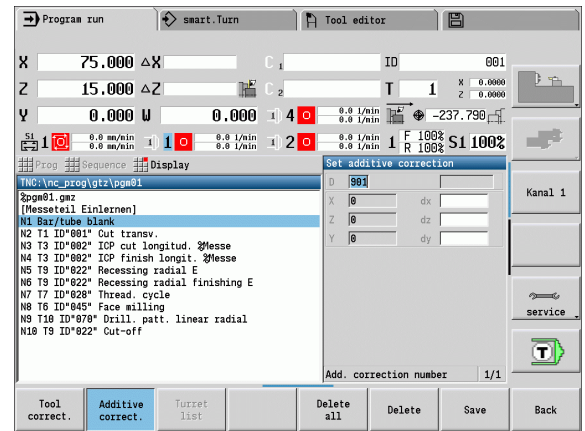 Program run smart.Turn Tool editor
X 75.000 ΔX C 1 ID 001
Z 15.000 ΔZ C 2 T 1 X 0.0000 Z 0.0000
Y 0.000 W 0.000 1) 4 0.0 1/min 0.0 1/min -237.790
S1 1 0.0 mm/min 0.0 m/min 1) 1 0.0 1/min 0.0 1/min 1) 2 0.0 1/min 0.0 1/min 1 F 100% R 100% S1 100%
Prog Sequence Display
Set additive correction
TNC:\nc_prog\gtz\pgm01
%pgm01.gmz
[Messeteil Einlernen]
N1 Bar/tube blank
N2 T1 ID"001" Cut transv.
N3 T3 ID"002" ICP cut longitud. %Messe
N4 T3 ID"002" ICP finish longit. %Messe
N5 T9 ID"022" Recessing radial E
N6 T9 ID"022" Recessing radial finishing E
N7 T7 ID"028" Thread. cycle
N8 T6 ID"045" Face milling
N9 T10 ID"070" Drill. patt. linear radial
N10 T9 ID"022" Cut-off
D 901
X 0 dx
Z 0 dz
Y 0 dy
Add. correction number 1/1
Kanal 1
service
T
Tool correct.
Additive correct.
Turret list
Delete all
Delete
Save
Back